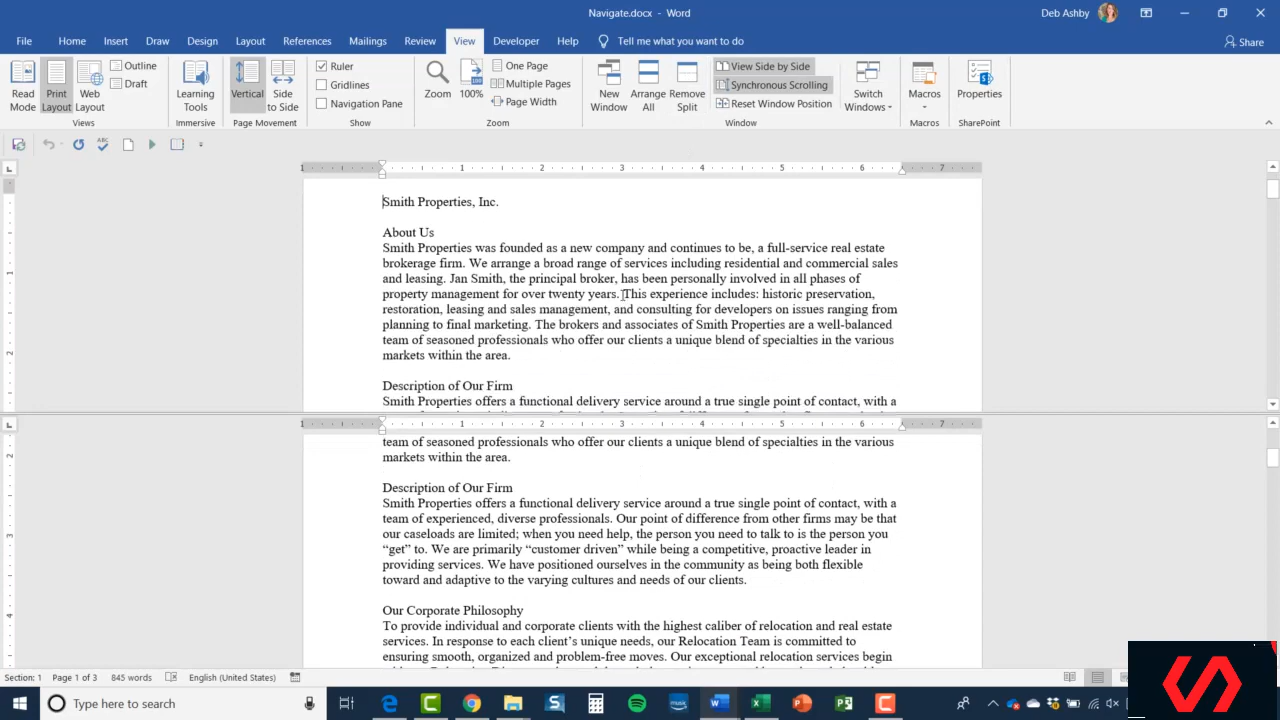 Navigate.docx - Word
Deb Ashby
File Home Insert Draw Design Layout References Mailings Review View Developer Help Tell me what you want to do Share
Read Mode
Print Layout
Web Layout
Outline
Draft
Views
Learning Tools
Immersive
Vertical
Side to Side
Page Movement
Ruler
Gridlines
Navigation Pane
Show
Zoom
100%
One Page
Multiple Pages
Page Width
Zoom
New Window
Arrange All
Remove Split
View Side by Side
Synchronous Scrolling
Reset Window Position
Switch Windows
Window
Macros
Macros
Properties
SharePoint
1 1 2 3 4 5 6 7
Smith Properties, Inc.
About Us
Smith Properties was founded as a new company and continues to be, a full-service real estate
brokerage firm. We arrange a broad range of services including residential and commercial sales
and leasing. Jan Smith, the principal broker, has been personally involved in all phases of
property management for over twenty years. This experience includes: historic preservation,
restoration, leasing and sales management, and consulting for developers on issues ranging from
planning to final marketing. The brokers and associates of Smith Properties are a well-balanced
team of seasoned professionals who offer our clients a unique blend of specialties in the various
markets within the area.
Description of Our Firm
Smith Properties offers a functional delivery service around a true single point of contact, with a
1 1 2 3 4 5 6 7
team of seasoned professionals who offer our clients a unique blend of specialties in the various
markets within the area.
Description of Our Firm
Smith Properties offers a functional delivery service around a true single point of contact, with a
team of experienced, diverse professionals. Our point of difference from other firms may be that
our caseloads are limited; when you need help, the person you need to talk to is the person you
“get” to. We are primarily “customer driven” while being a competitive, proactive leader in
providing services. We have positioned ourselves in the community as being both flexible
toward and adaptive to the varying cultures and needs of our clients.
Our Corporate Philosophy
To provide individual and corporate clients with the highest caliber of relocation and real estate
services. In response to each client’s unique needs, our Relocation Team is committed to
ensuring smooth, organized and problem-free moves. Our exceptional relocation services begin
Section: 1 Page 1 of 3 845 words English (United States)
Type here to search